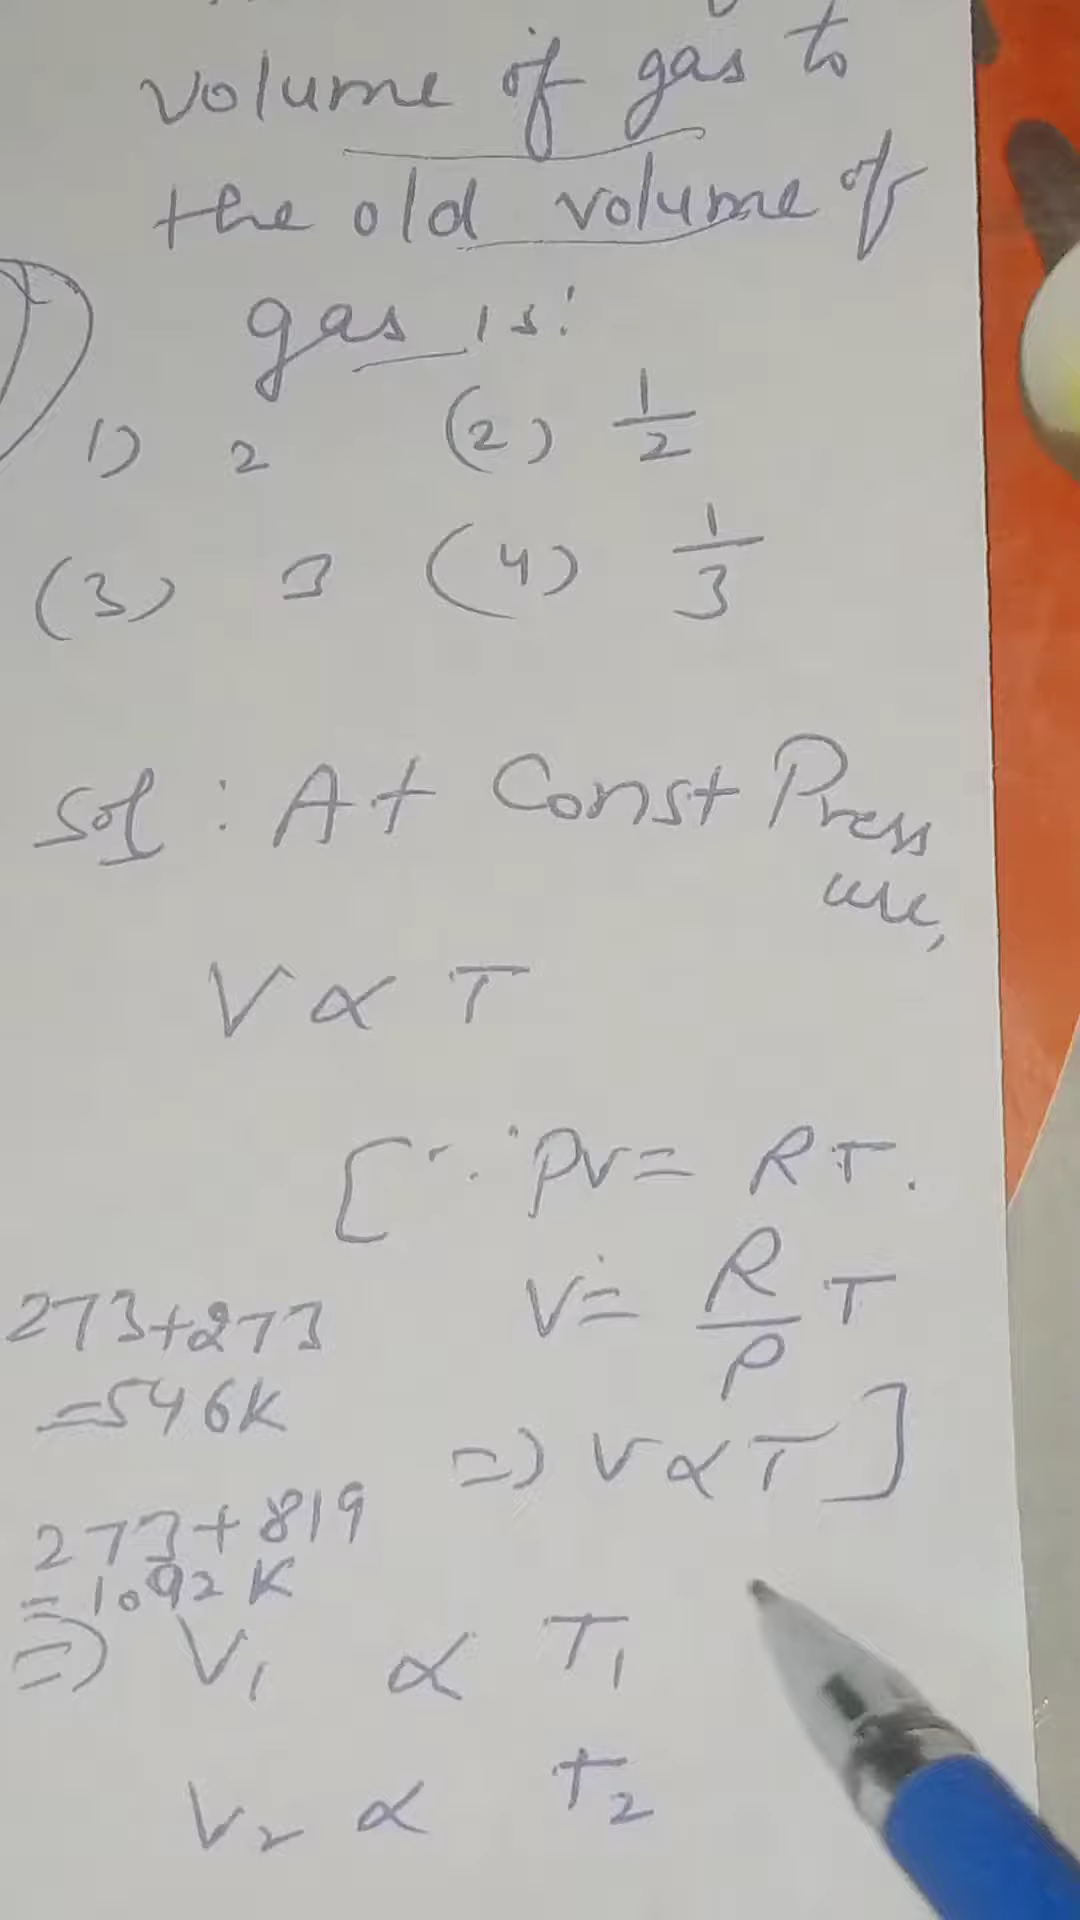 volume of gas to
the old volume of
gas is:
1) 2 (2) 1/2
(3) 3 (4) 1/3
Sol : At Const Press
ure,
V ∝ T
[∵ PV = RT.
V = R/P T
⇒ V ∝ T]
273+273
=546K
273+819
=1092K
⇒ V₁ ∝ T₁
V₂ ∝ T₂